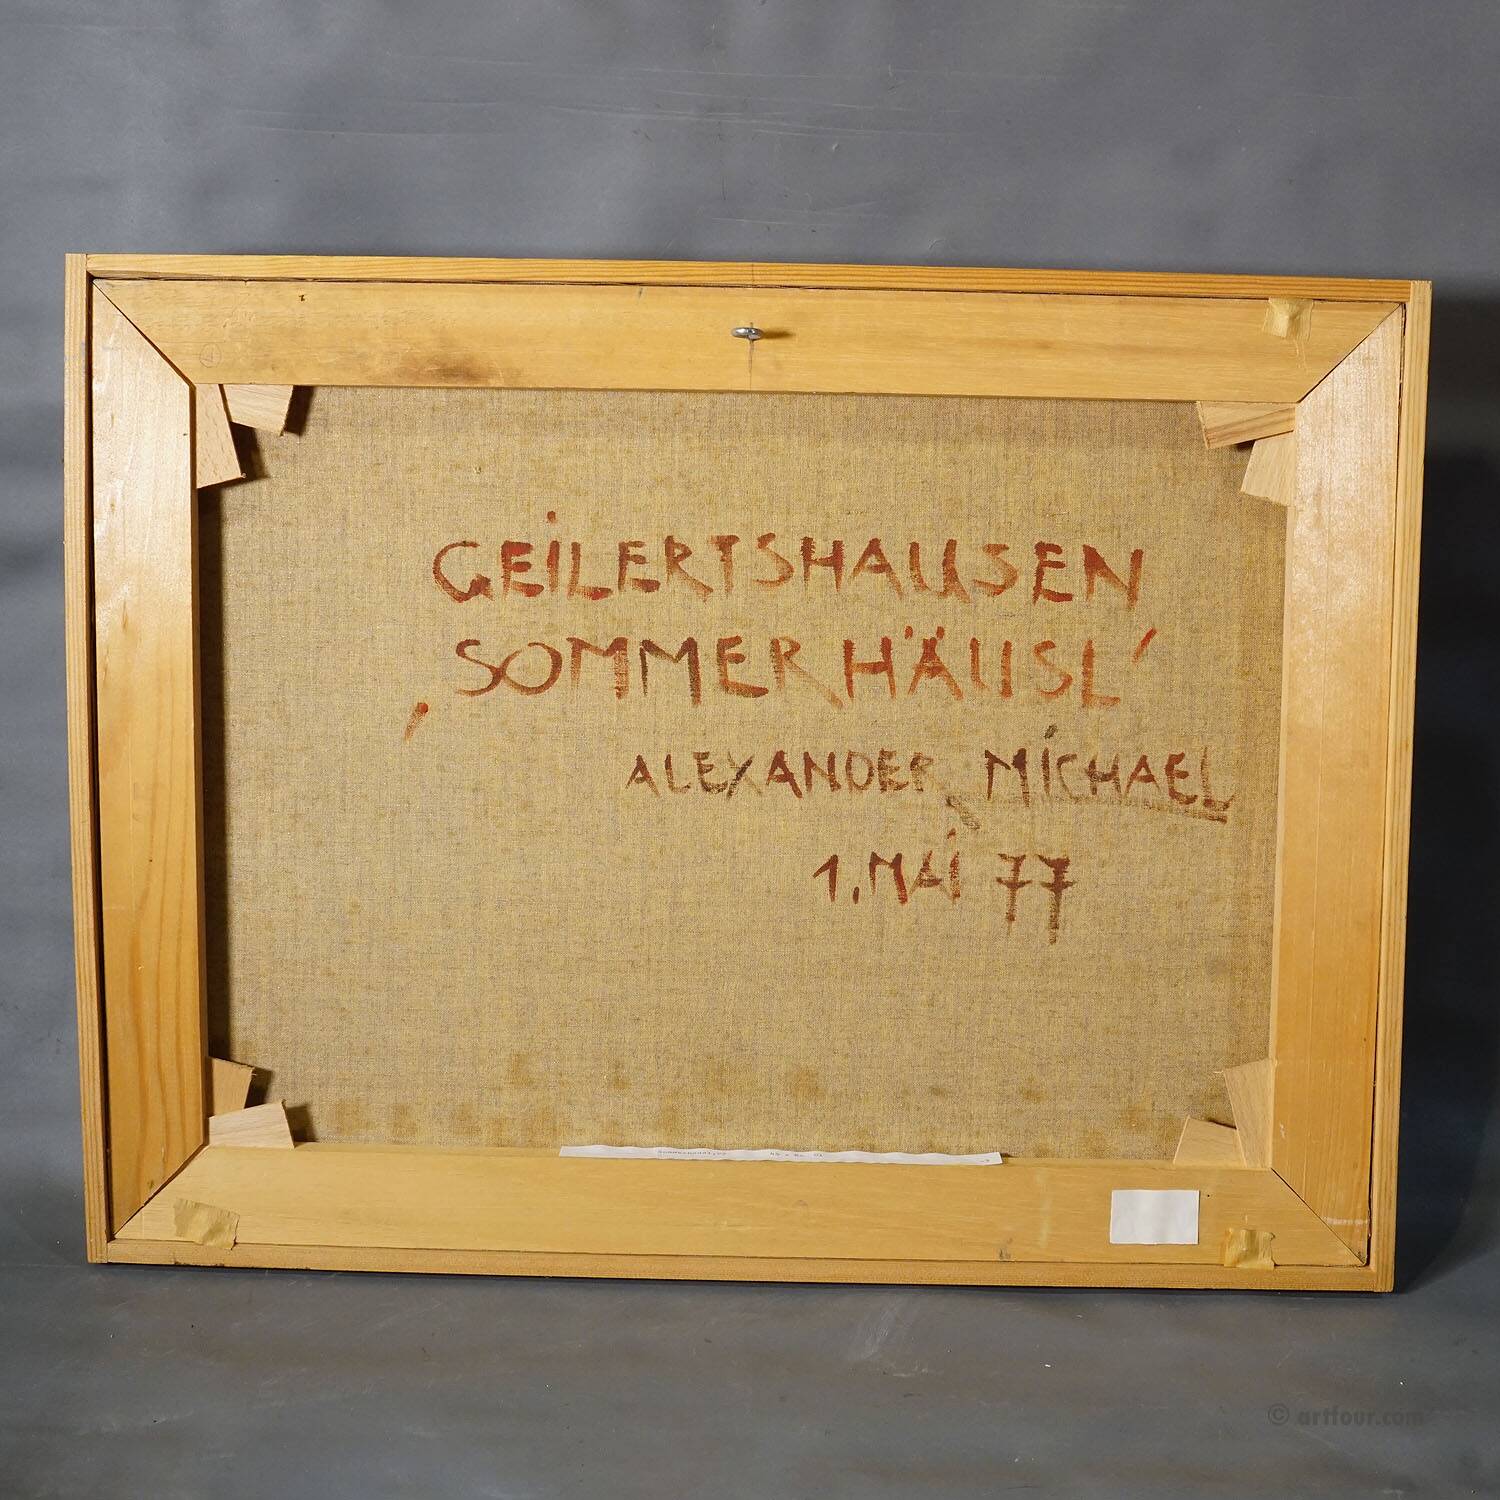 GEILERTSHAUSEN
‚SOMMERHÄUSL‘
ALEXANDER MICHAEL
1. MAI 77
© artfour.com